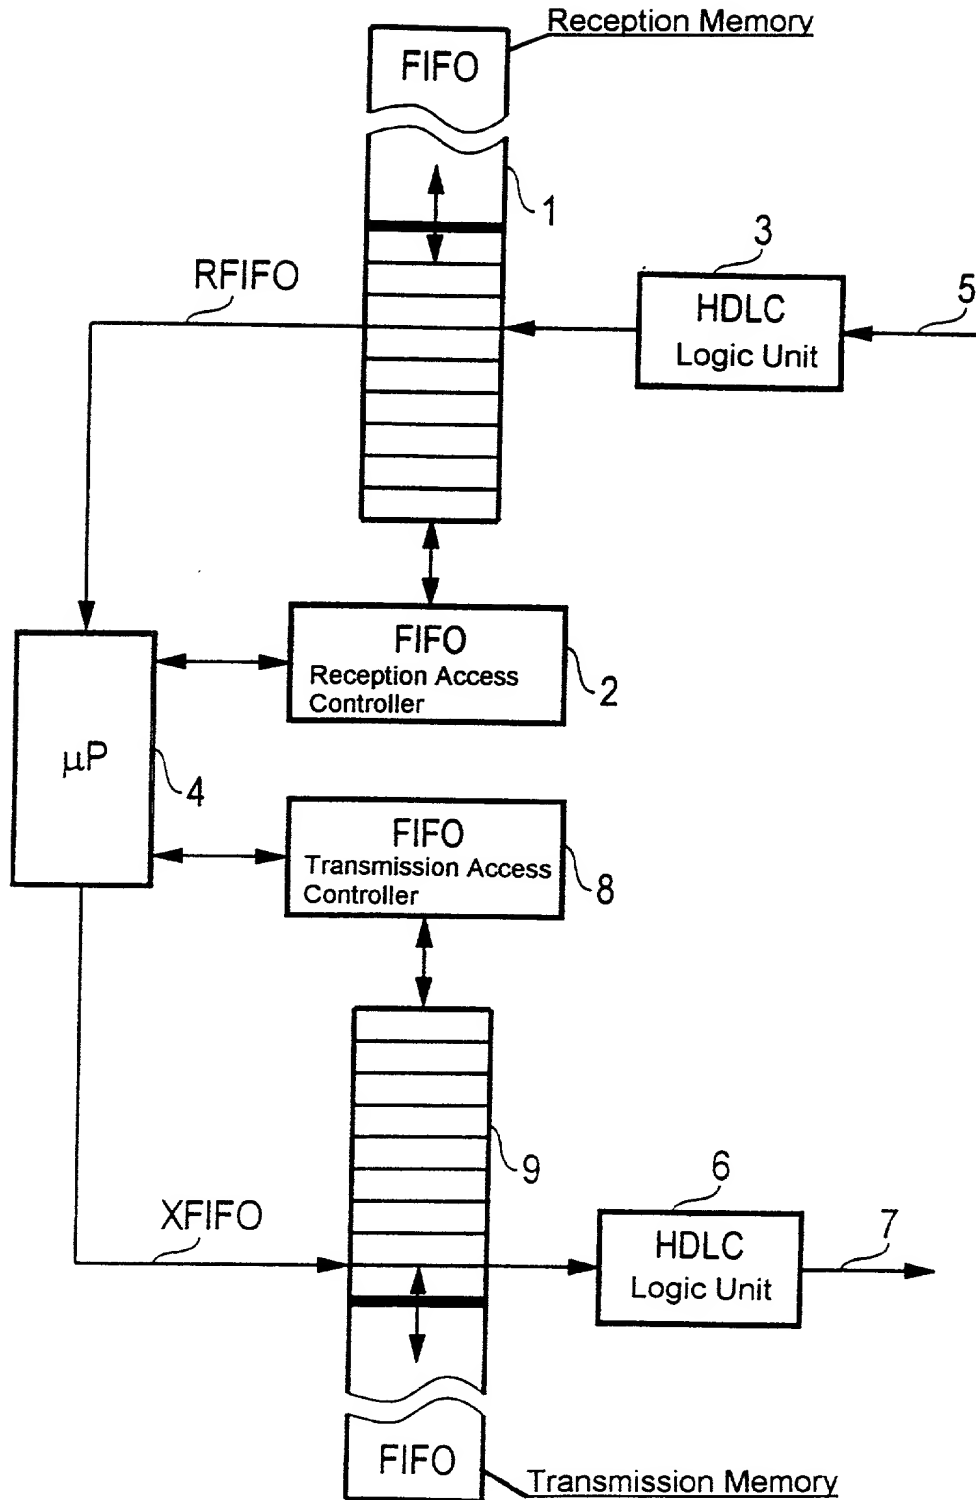 Reception Memory
FIFO
1
3
RFIFO
HDLC
Logic Unit
5
FIFO
Reception Access
Controller
2
μP
4
FIFO
Transmission Access
Controller
8
9
XFIFO
6
HDLC
Logic Unit
7
FIFO
Transmission Memory